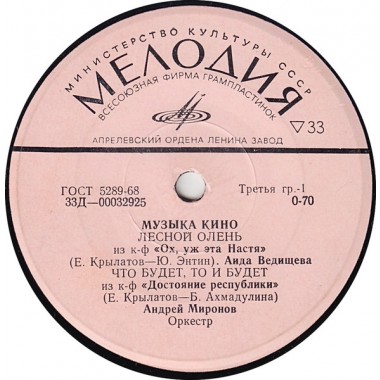 МИНИСТЕРСТВО КУЛЬТУРЫ СССР
МЕЛОДИЯ
ВСЕСОЮЗНАЯ ФИРМА ГРАМПЛАСТИНОК
АПРЕЛЕВСКИЙ ОРДЕНА ЛЕНИНА ЗАВОД
▽33
ГОСТ 5289-68
Третья гр.-1
33Д—00032925
0-70
МУЗЫКА КИНО
ЛЕСНОЙ ОЛЕНЬ
из к-ф «Ох, уж эта Настя»
(Е. Крылатов—Ю. Энтин). Аида Ведищева
ЧТО БУДЕТ, ТО И БУДЕТ
из к-ф «Достояние республики»
(Е. Крылатов—Б. Ахмадулина)
Андрей Миронов
Оркестр